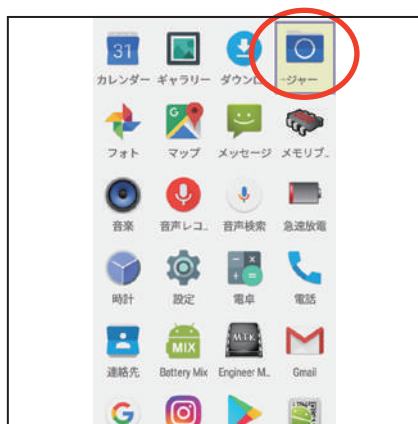 31
カレンダー ギャラリー ダウンロ -ジャー
G
フォト マップ メッセージ メモリブ..
音楽 音声レコ.. 音声検索 急速放電
時計 設定 電卓 電話
MIX MTK
連絡先 Battery Mix Engineer M.. Gmail
G